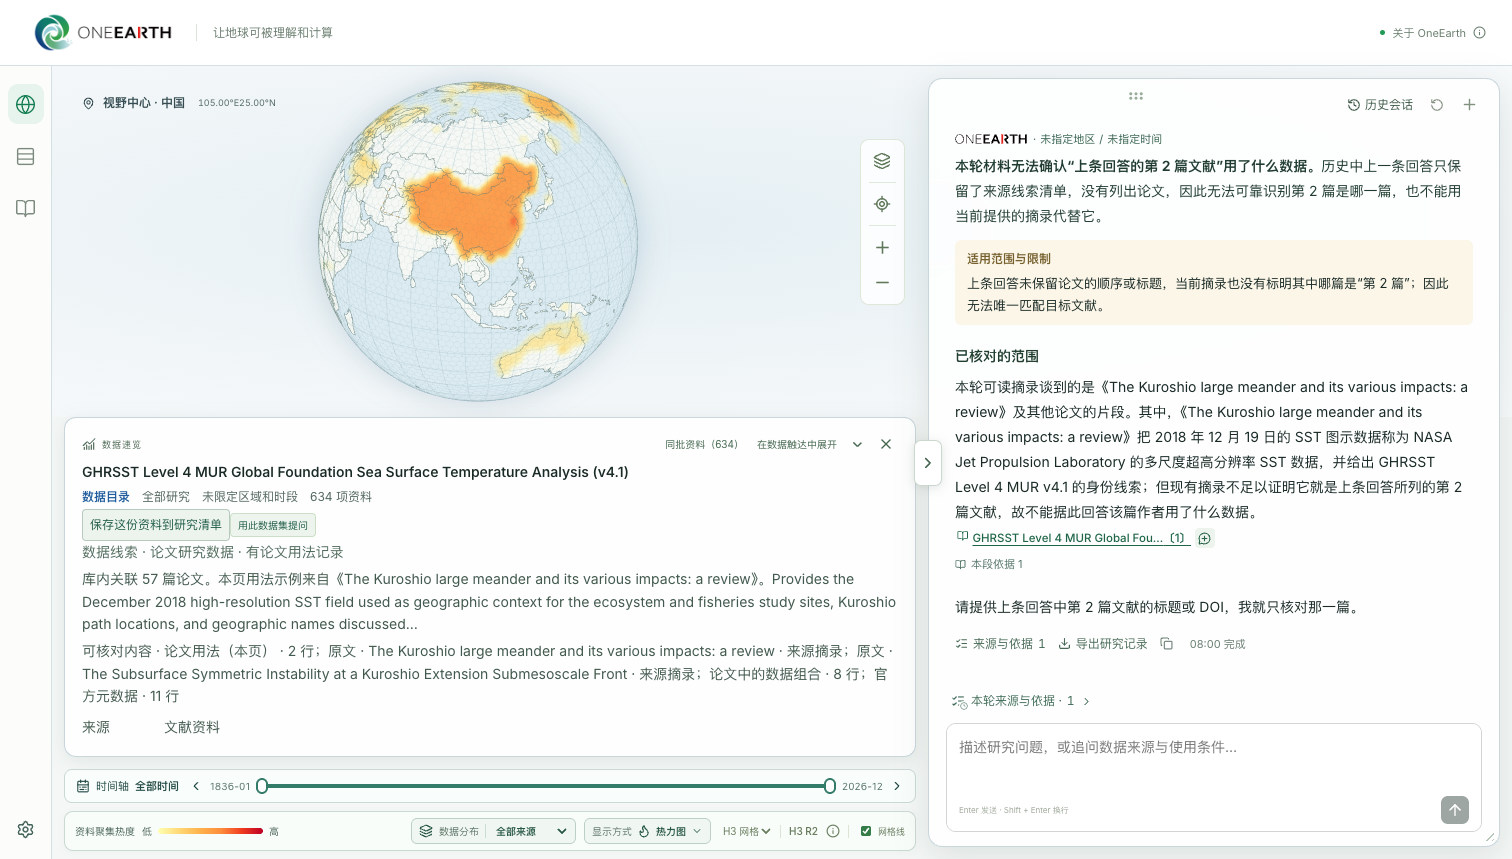 ONEEARTH
让地球可被理解和计算
关于 OneEarth
视野中心 · 中国 105.00°E25.00°N
数据速览
同批资料（634） 在数据触达中展开
GHRSST Level 4 MUR Global Foundation Sea Surface Temperature Analysis (v4.1)
数据目录 全部研究 未限定区域和时段 634 项资料
保存这份资料到研究清单 用此数据集提问
数据线索 · 论文研究数据 · 有论文用法记录
库内关联 57 篇论文。本页用法示例来自《The Kuroshio large meander and its various impacts: a review》。Provides the
December 2018 high-resolution SST field used as geographic context for the ecosystem and fisheries study sites, Kuroshio
path locations, and geographic names discussed...
可核对内容 · 论文用法（本页） · 2 行；原文 · The Kuroshio large meander and its various impacts: a review · 来源摘录；原文 ·
The Subsurface Symmetric Instability at a Kuroshio Extension Submesoscale Front · 来源摘录；论文中的数据组合 · 8 行；官
方元数据 · 11 行
来源 文献资料
时间轴 全部时间 1836-01 2026-12
资料聚集热度 低 高 数据分布 全部来源 显示方式 热力图 H3 网格 H3 R2 网格线
历史会话
ONEEARTH · 未指定地区 / 未指定时间
本轮材料无法确认“上条回答的第 2 篇文献”用了什么数据。历史中上一条回答只保
留了来源线索清单，没有列出论文，因此无法可靠识别第 2 篇是哪一篇，也不能用
当前提供的摘录代替它。
适用范围与限制
上条回答未保留论文的顺序或标题，当前摘录也没有标明其中哪篇是“第 2 篇”；因此
无法唯一匹配目标文献。
已核对的范围
本轮可读摘录谈到的是《The Kuroshio large meander and its various impacts: a
review》及其他论文的片段。其中，《The Kuroshio large meander and its
various impacts: a review》把 2018 年 12 月 19 日的 SST 图示数据称为 NASA
Jet Propulsion Laboratory 的多尺度超高分辨率 SST 数据，并给出 GHRSST
Level 4 MUR v4.1 的身份线索；但现有摘录不足以证明它就是上条回答所列的第 2
篇文献，故不能据此回答该篇作者用了什么数据。
GHRSST Level 4 MUR Global Fou... （1）
本段依据 1
请提供上条回答中第 2 篇文献的标题或 DOI，我就只核对那一篇。
来源与依据 1 导出研究记录 08:00 完成
本轮来源与依据 · 1
描述研究问题，或追问数据来源与使用条件...
Enter 发送 · Shift + Enter 换行